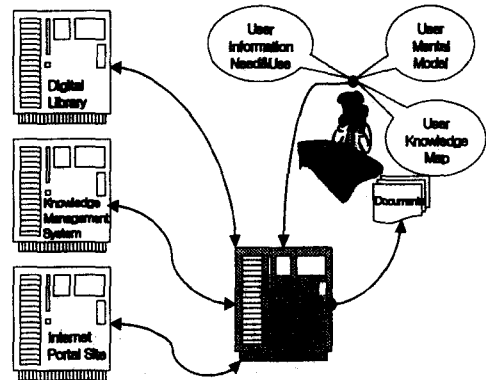 Digital
Library
Knowledge
Management
System
Internet
Portal Site
User
Information
Need&Use
User
Mental
Model
User
Knowledge
Map
Documents